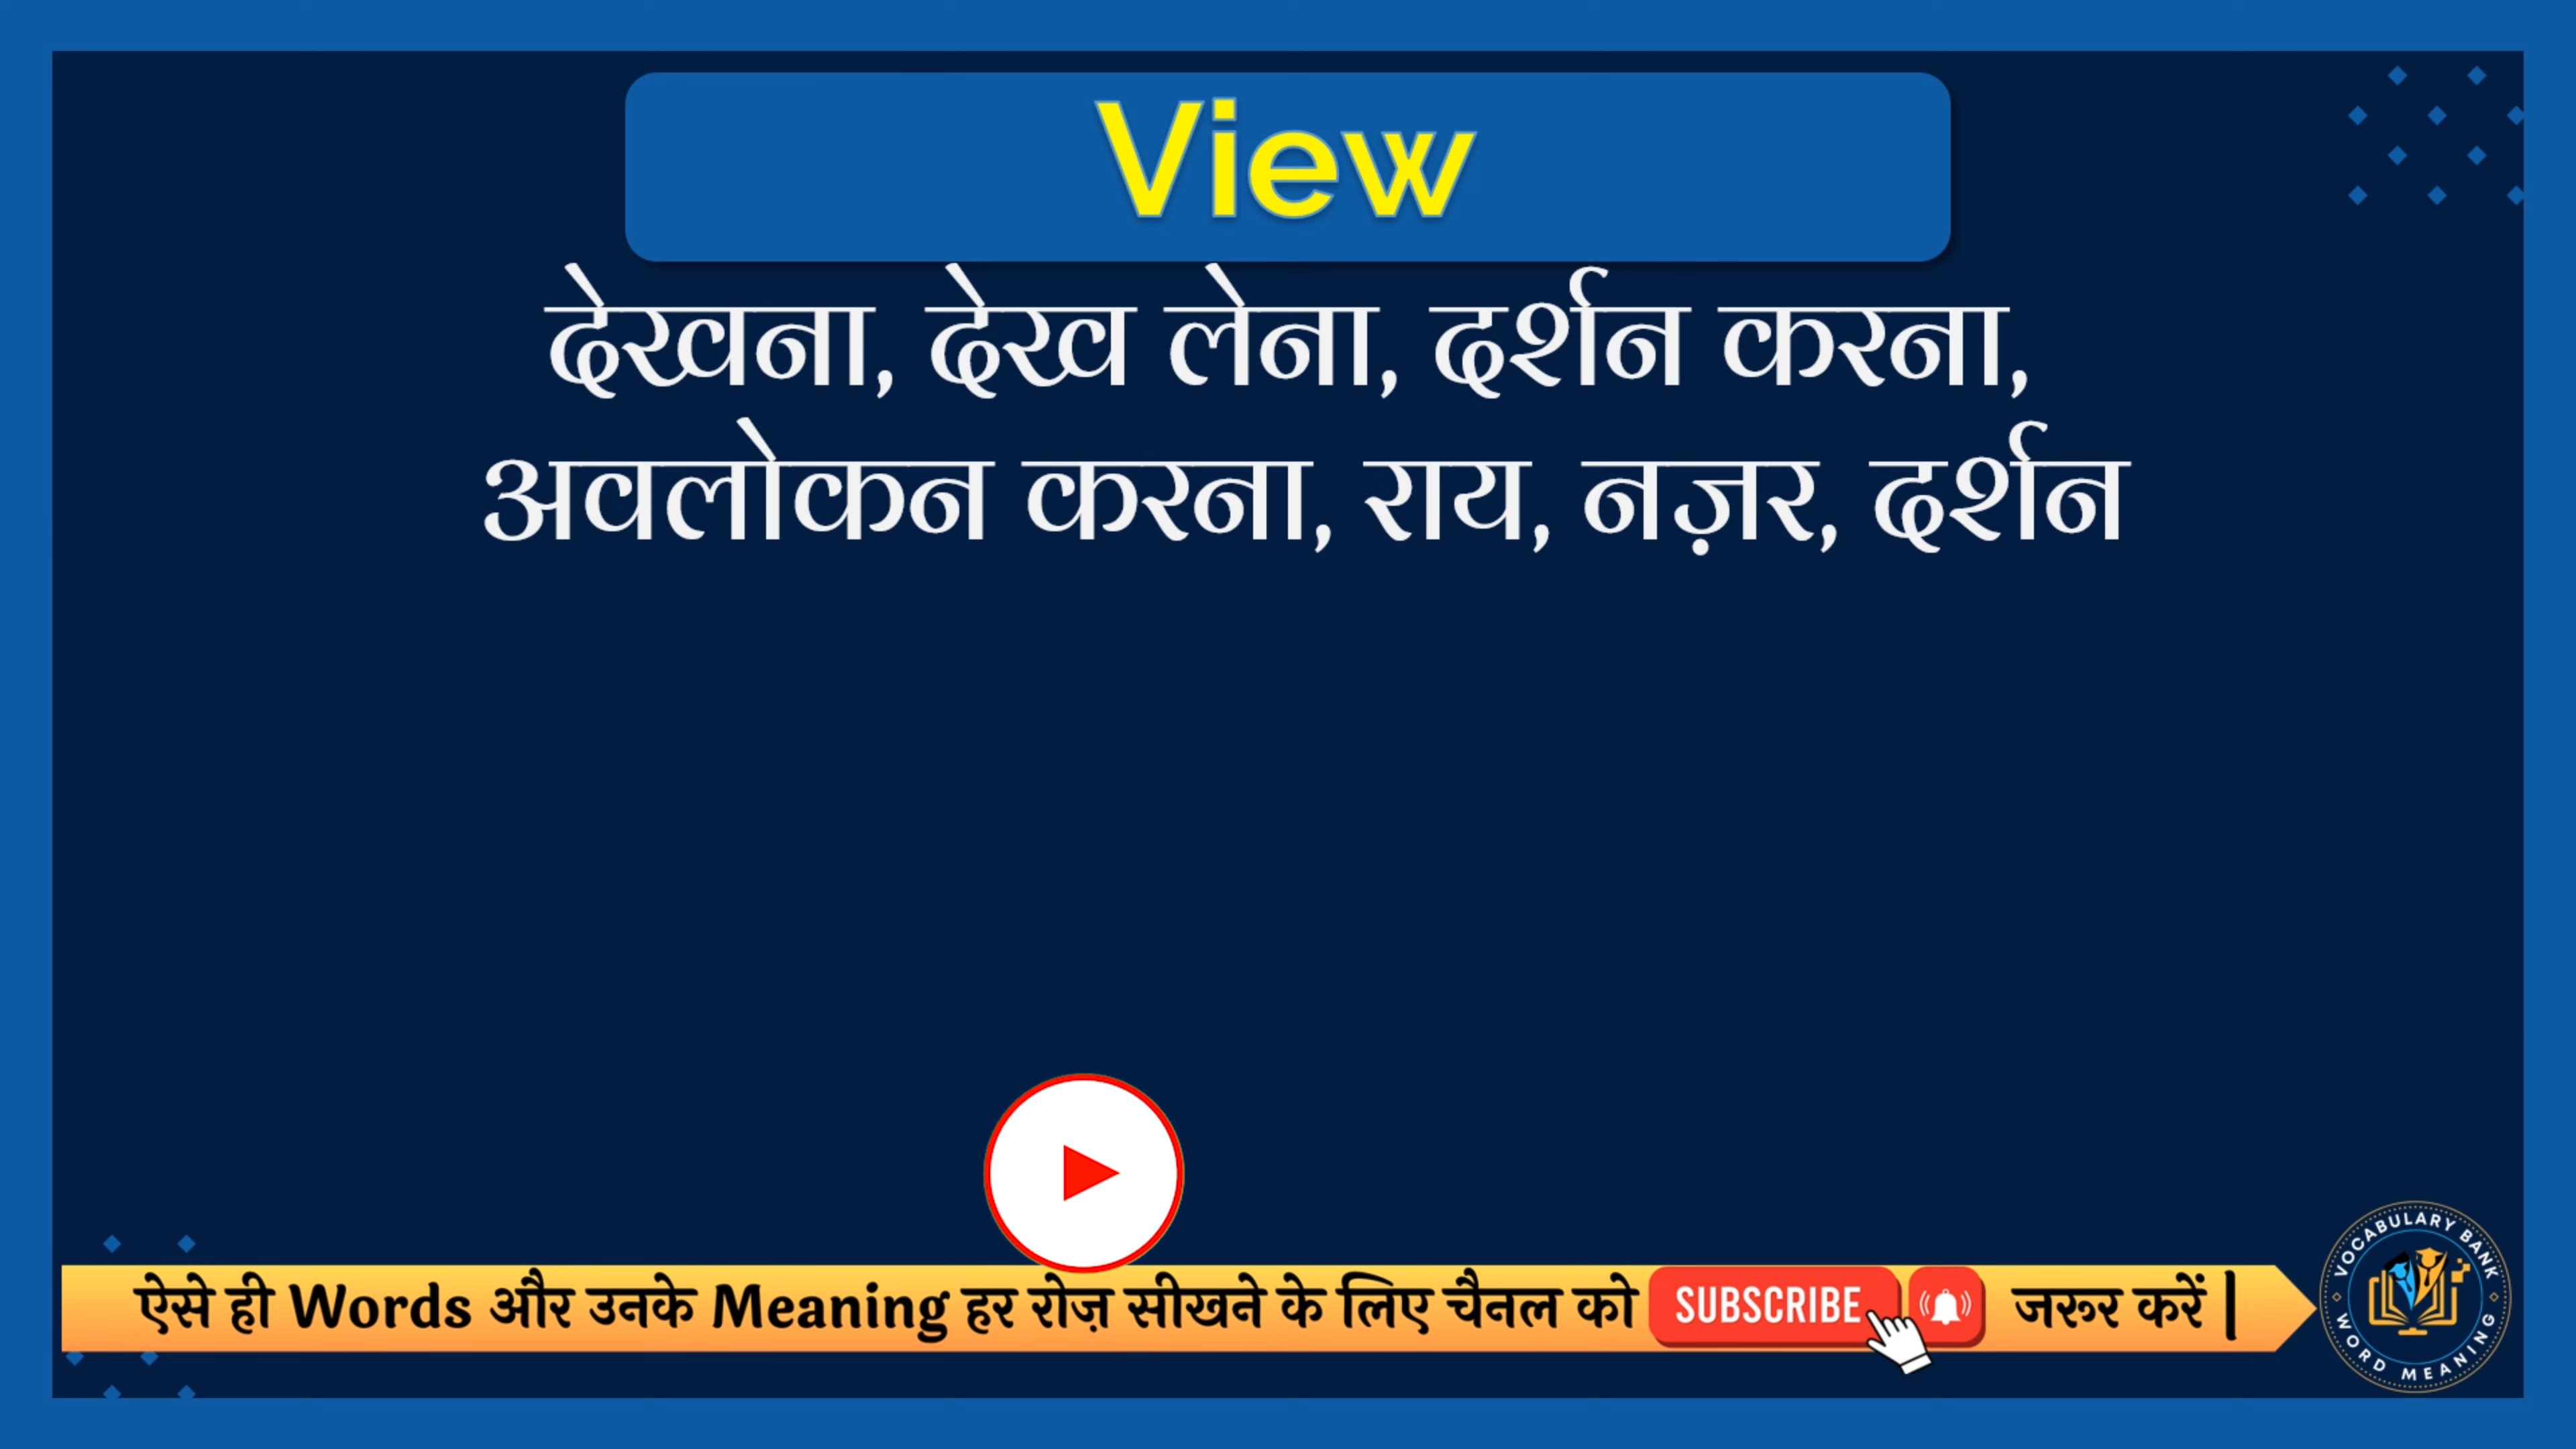 View
देखना, देख लेना, दर्शन करना,
अवलोकन करना, राय, नज़र, दर्शन
ऐसे ही Words और उनके Meaning हर रोज़ सीखने के लिए चैनल को SUBSCRIBE जरूर करें |
VOCABULARY BANK
WORD MEANING